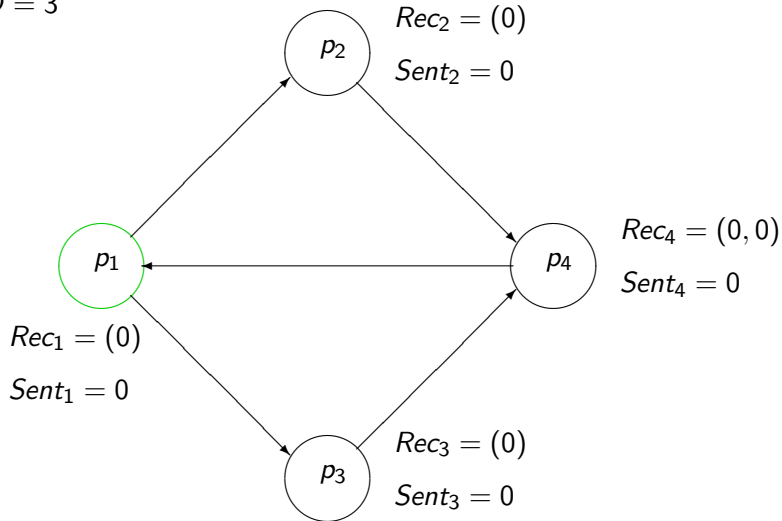 = 3
p₂
Rec₂ = (0)
Sent₂ = 0
p₁
p₄
Rec₄ = (0, 0)
Sent₄ = 0
Rec₁ = (0)
Sent₁ = 0
p₃
Rec₃ = (0)
Sent₃ = 0